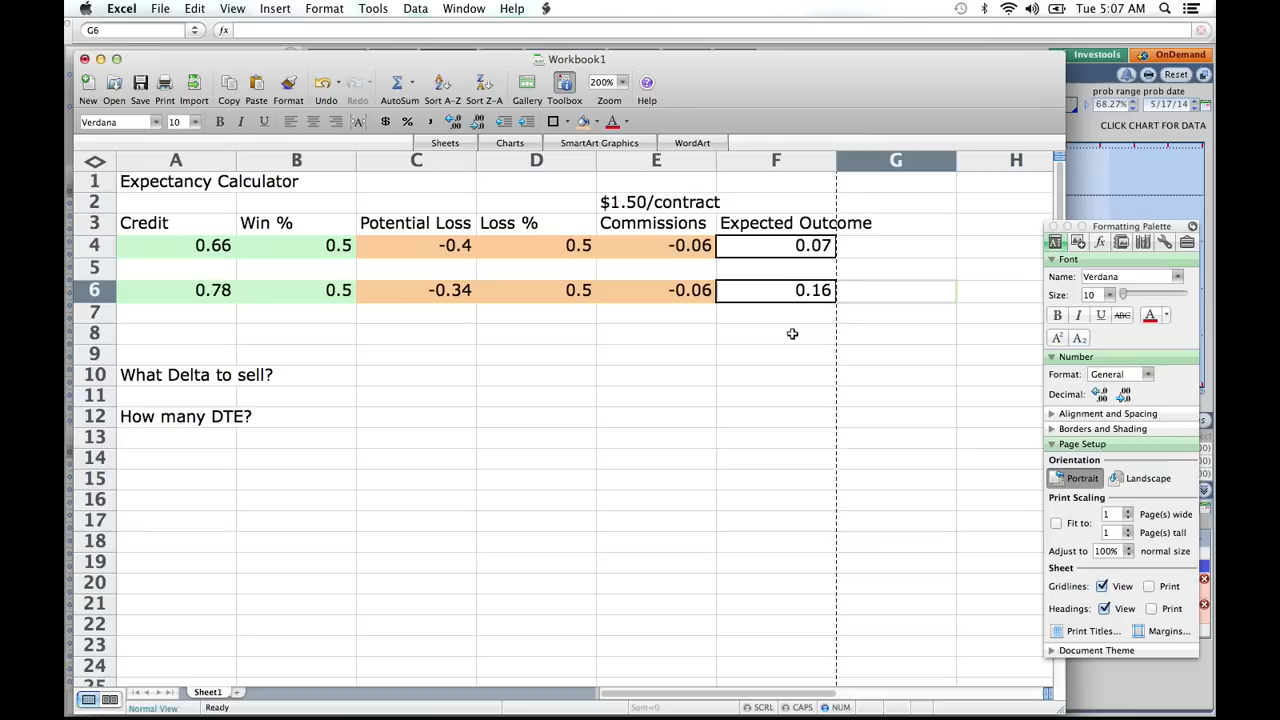 Excel File Edit View Insert Format Tools Data Window Help Tue 5:07 AM
G6 fx
Workbook1
Investools OnDemand
New Open Save Print Import Copy Paste Format Undo Redo AutoSum Sort A-Z Sort Z-A Gallery Toolbox Zoom Help
200%
Reset
prob range prob date
68.27% 5/17/14
Verdana 10 B I U $ % ,
CLICK CHART FOR DATA
Sheets Charts SmartArt Graphics WordArt
A B C D E F G H
1 Expectancy Calculator
2 $1.50/contract
3 Credit Win % Potential Loss Loss % Commissions Expected Outcome
4 0.66 0.5 -0.4 0.5 -0.06 0.07
5
6 0.78 0.5 -0.34 0.5 -0.06 0.16
7
8
9
10 What Delta to sell?
11
12 How many DTE?
13
14
15
16
17
18
19
20
21
22
23
24
25
Formatting Palette
Font
Name: Verdana
Size: 10
B I U ABC A
A2 A2
Number
Format: General
Decimal:
Alignment and Spacing
Borders and Shading
Page Setup
Orientation
Portrait Landscape
Print Scaling
1 Page(s) wide
Fit to:
1 Page(s) tall
Adjust to 100% normal size
Sheet
Gridlines: View Print
Headings: View Print
Print Titles... Margins...
Document Theme
Sheet1
Normal View Ready Sum=0 SCRL CAPS NUM